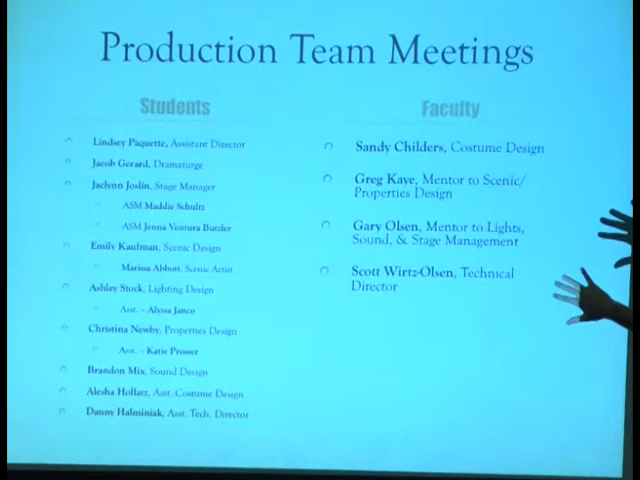 Production Team Meetings
Students
Lindsey Paquette, Assistant Director
Jacob Gerard, Dramaturge
Jaclynn Joslin, Stage Manager
ASM Maddie Schultz
ASM Jenna Ventura Buttler
Emily Kaufman, Scenic Design
Marissa Abbott, Scenic Artist
Ashley Stock, Lighting Design
Asst. - Alyssa Janco
Christina Newby, Properties Design
Asst. - Katie Prosser
Brandon Mix, Sound Design
Alesha Hollatz, Asst. Costume Design
Danny Halminiak, Asst. Tech. Director
Faculty
Sandy Childers, Costume Design
Greg Kaye, Mentor to Scenic/
Properties Design
Gary Olsen, Mentor to Lights,
Sound, & Stage Management
Scott Wirtz-Olsen, Technical
Director